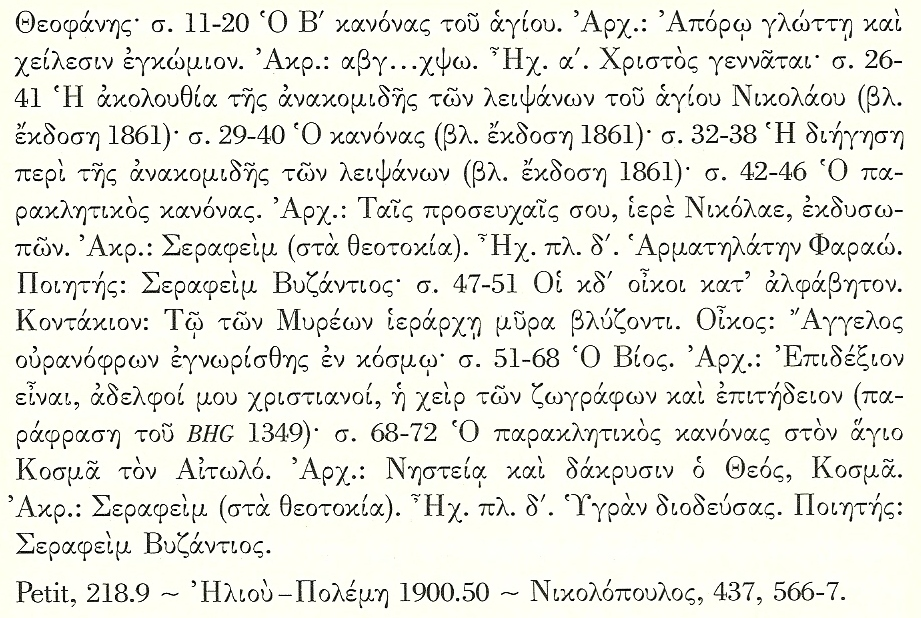 Θεοφάνης· σ. 11-20 Ὁ Β′ κανόνας τοῦ ἁγίου. Ἀρχ.: Ἀπόρῳ γλώττῃ καὶ
χείλεσιν ἐγκώμιον. Ἀκρ.: αβγ...χψω. Ἦχ. α′. Χριστὸς γεννᾶται· σ. 26-
41 Ἡ ἀκολουθία τῆς ἀνακομιδῆς τῶν λειψάνων τοῦ ἁγίου Νικολάου (βλ.
ἔκδοση 1861)· σ. 29-40 Ὁ κανόνας (βλ. ἔκδοση 1861)· σ. 32-38 Ἡ διήγηση
περὶ τῆς ἀνακομιδῆς τῶν λειψάνων (βλ. ἔκδοση 1861)· σ. 42-46 Ὁ πα-
ρακλητικὸς κανόνας. Ἀρχ.: Ταῖς προσευχαῖς σου, ἱερὲ Νικόλαε, ἐκδυσω-
πῶν. Ἀκρ.: Σεραφεὶμ (στὰ θεοτοκία). Ἦχ. πλ. δ′. Ἁρματηλάτην Φαραώ.
Ποιητής: Σεραφεὶμ Βυζάντιος· σ. 47-51 Οἱ κδ′ οἶκοι κατ’ ἀλφάβητον.
Κοντάκιον: Τῷ τῶν Μυρέων ἱεράρχῃ μῦρα βλύζοντι. Οἶκος: Ἄγγελος
οὐρανόφρων ἐγνωρίσθης ἐν κόσμῳ· σ. 51-68 Ὁ Βίος. Ἀρχ.: Ἐπιδέξιον
εἶναι, ἀδελφοί μου χριστιανοί, ἡ χεὶρ τῶν ζωγράφων καὶ ἐπιτήδειον (πα-
ράφραση τοῦ BHG 1349)· σ. 68-72 Ὁ παρακλητικὸς κανόνας στὸν ἅγιο
Κοσμᾶ τὸν Αἰτωλό. Ἀρχ.: Νηστείᾳ καὶ δάκρυσιν ὁ Θεός, Κοσμᾶ.
Ἀκρ.: Σεραφεὶμ (στὰ θεοτοκία). Ἦχ. πλ. δ′. Ὑγρὰν διοδεύσας. Ποιητής:
Σεραφεὶμ Βυζάντιος.
Petit, 218.9 ~ Ἠλιοὺ–Πολέμη 1900.50 ~ Νικολόπουλος, 437, 566-7.